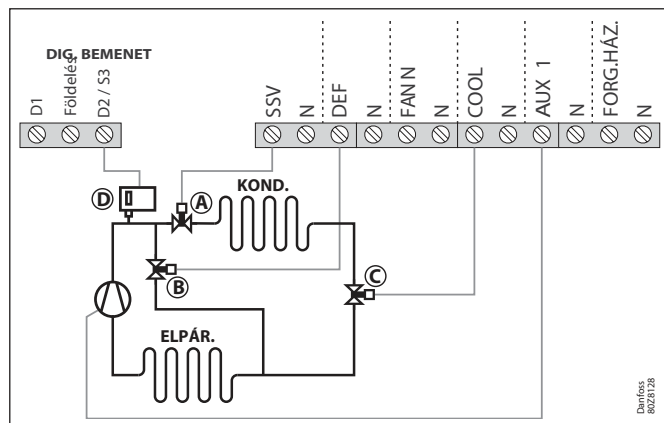 DIG. BEMENET
D1
Földelés
D2 / S3
SSV
N
DEF
N
FAN N
N
COOL
N
AUX 1
N
FORG.HÁZ.
N
D
A
KOND.
B
C
ELPÁR.
Danfoss
80Z8128